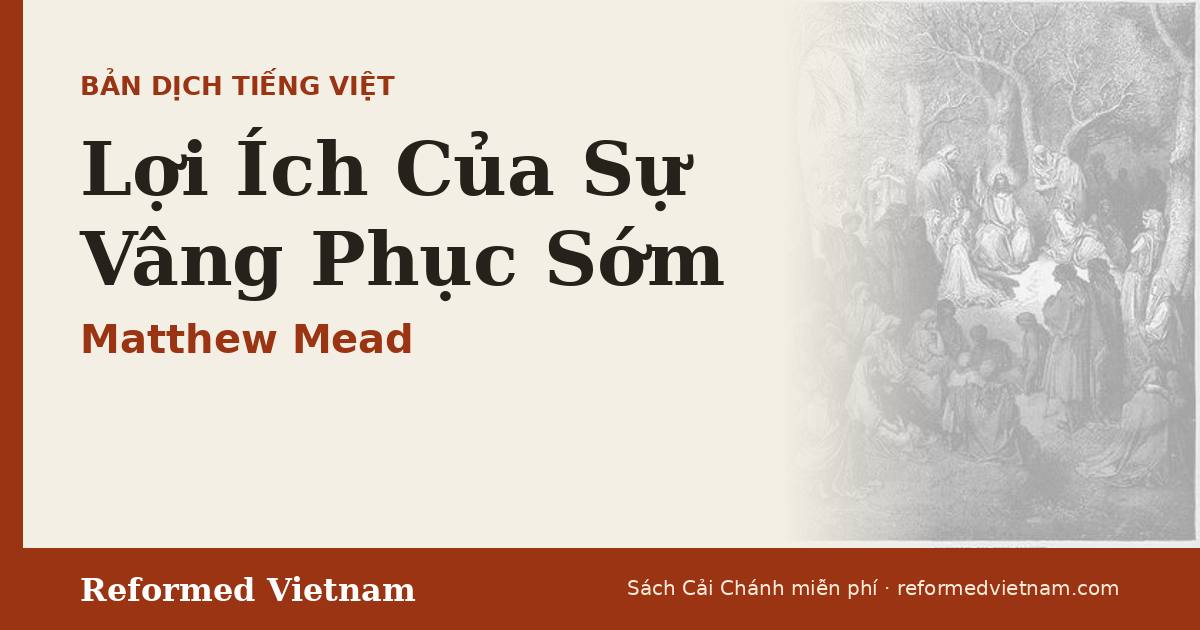 BẢN DỊCH TIẾNG VIỆT
Lợi Ích Của Sự
Vâng Phục Sớm
Matthew Mead
Reformed Vietnam
Sách Cải Chánh miễn phí · reformedvietnam.com